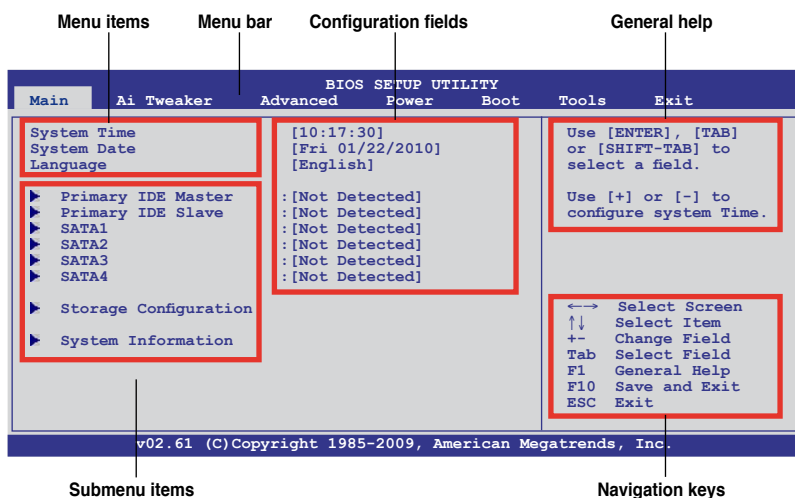 Menu items Menu bar Configuration fields General help
BIOS SETUP UTILITY
Main Ai Tweaker Advanced Power Boot Tools Exit
System Time [10:17:30]
System Date [Fri 01/22/2010]
Language [English]
Primary IDE Master :[Not Detected]
Primary IDE Slave :[Not Detected]
SATA1 :[Not Detected]
SATA2 :[Not Detected]
SATA3 :[Not Detected]
SATA4 :[Not Detected]
Storage Configuration
System Information
Use [ENTER], [TAB]
or [SHIFT-TAB] to
select a field.
Use [+] or [-] to
configure system Time.
←→ Select Screen
↑↓ Select Item
+- Change Field
Tab Select Field
F1 General Help
F10 Save and Exit
ESC Exit
v02.61 (C)Copyright 1985-2009, American Megatrends, Inc.
Submenu items Navigation keys